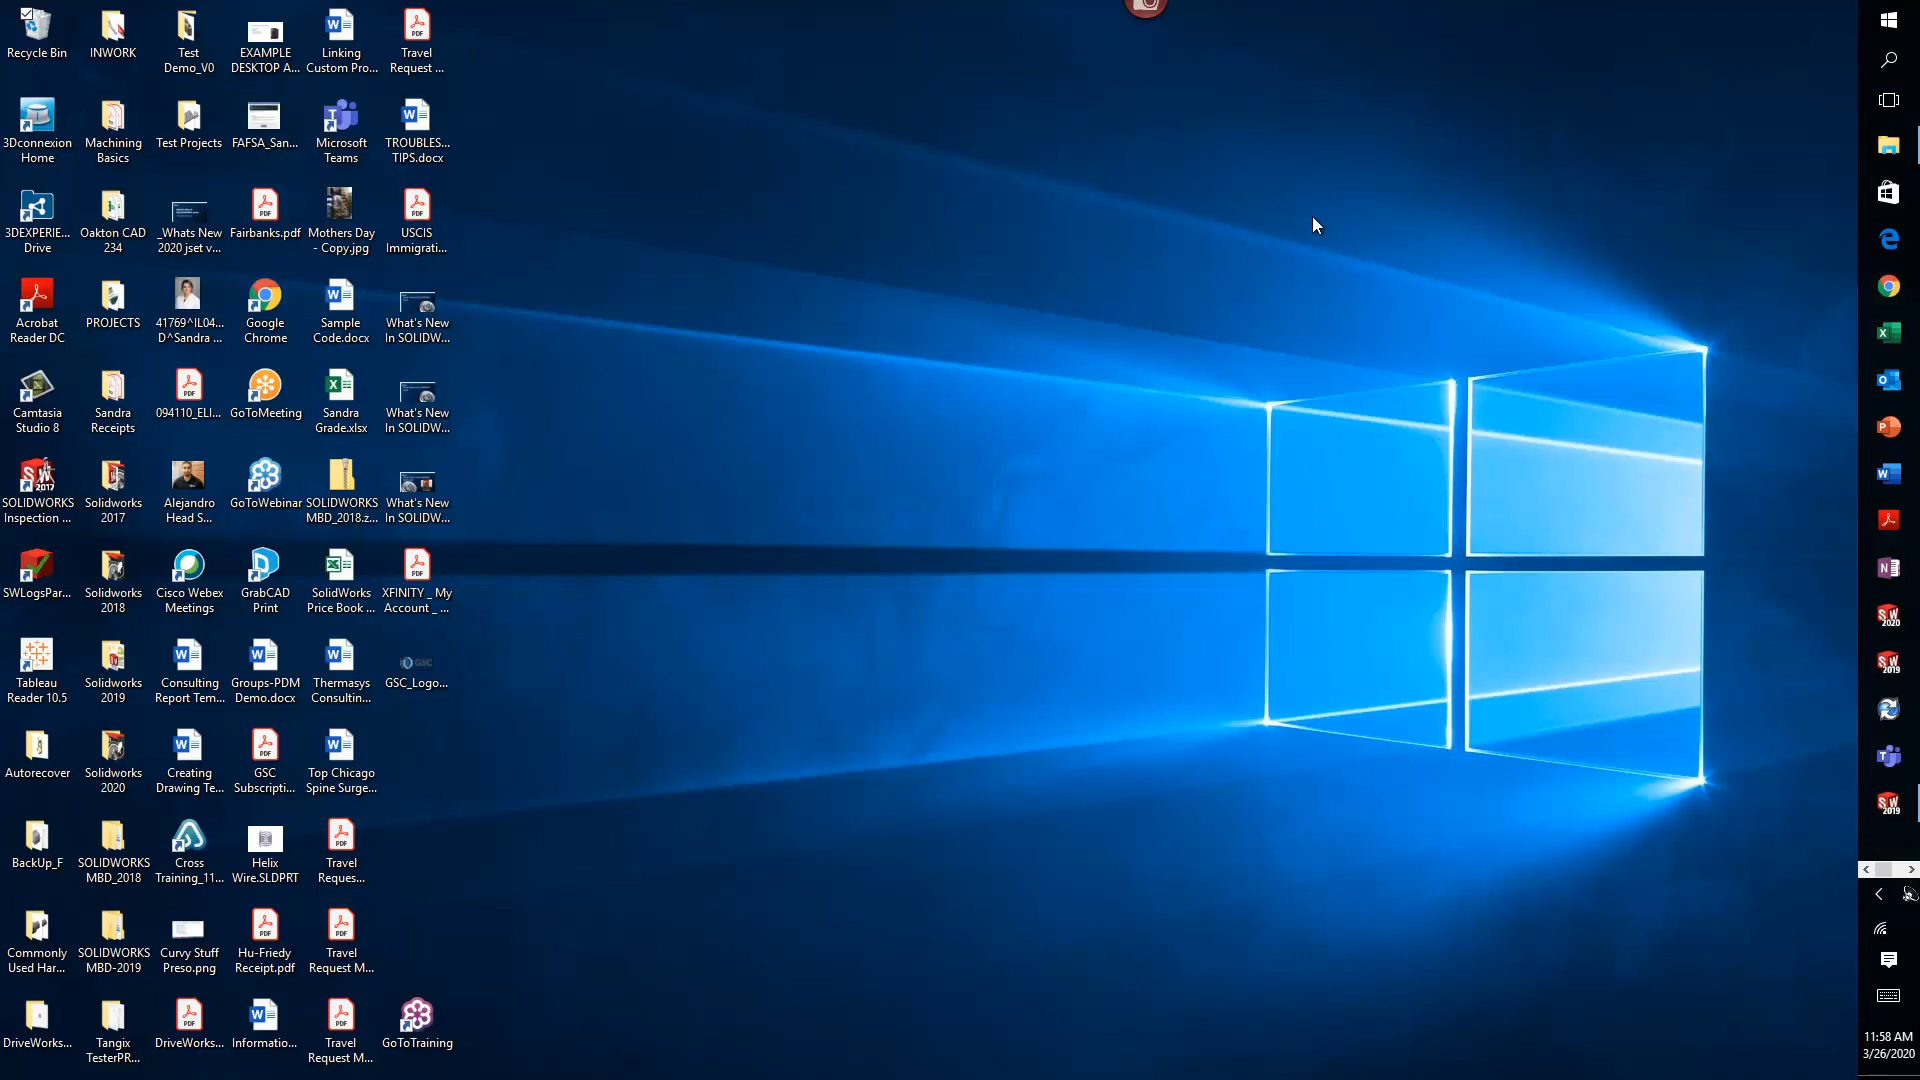 Recycle Bin
INWORK
Test
Demo_V0
EXAMPLE
DESKTOP A...
Linking
Custom Pro...
Travel
Request ...
3Dconnexion
Home
Machining
Basics
Test Projects
FAFSA_San...
Microsoft
Teams
TROUBLES...
TIPS.docx
3DEXPERIE...
Drive
Oakton CAD
234
_Whats New
2020 jset v...
Fairbanks.pdf
Mothers Day
- Copy.jpg
USCIS
Immigrati...
Acrobat
Reader DC
PROJECTS
41769^IL04...
D^Sandra ...
Google
Chrome
Sample
Code.docx
What's New
In SOLIDW...
Camtasia
Studio 8
Sandra
Receipts
094110_ELI...
GoToMeeting
Sandra
Grade.xlsx
What's New
In SOLIDW...
SOLIDWORKS
Inspection ...
Solidworks
2017
Alejandro
Head S...
GoToWebinar
SOLIDWORKS
MBD_2018.z...
What's New
In SOLIDW...
SWLogsPar...
Solidworks
2018
Cisco Webex
Meetings
GrabCAD
Print
SolidWorks
Price Book ...
XFINITY _ My
Account _ ...
Tableau
Reader 10.5
Solidworks
2019
Consulting
Report Tem...
Groups-PDM
Demo.docx
Thermasys
Consultin...
GSC_Logo...
Autorecover
Solidworks
2020
Creating
Drawing Te...
GSC
Subscripti...
Top Chicago
Spine Surge...
BackUp_F
SOLIDWORKS
MBD_2018
Cross
Training_11...
Helix
Wire.SLDPRT
Travel
Reques...
Commonly
Used Har...
SOLIDWORKS
MBD-2019
Curvy Stuff
Preso.png
Hu-Friedy
Receipt.pdf
Travel
Request M...
DriveWorks...
Tangix
TesterPR...
DriveWorks...
Informatio...
Travel
Request M...
GoToTraining
11:58 AM
3/26/2020